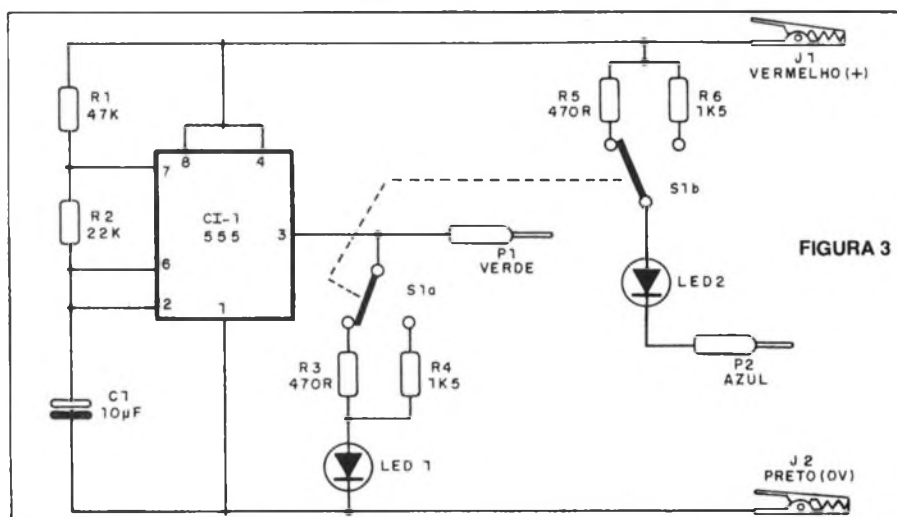 R1
47K
R2
22K
C1
10µF
8
4
7
6
2
1
3
CI-1
555
P1
VERDE
S1a
R3
470R
R4
1K5
LED 1
R5
470R
R6
1K5
S1b
LED2
P2
AZUL
J1
VERMELHO (+)
FIGURA 3
J2
PRETO (0V)